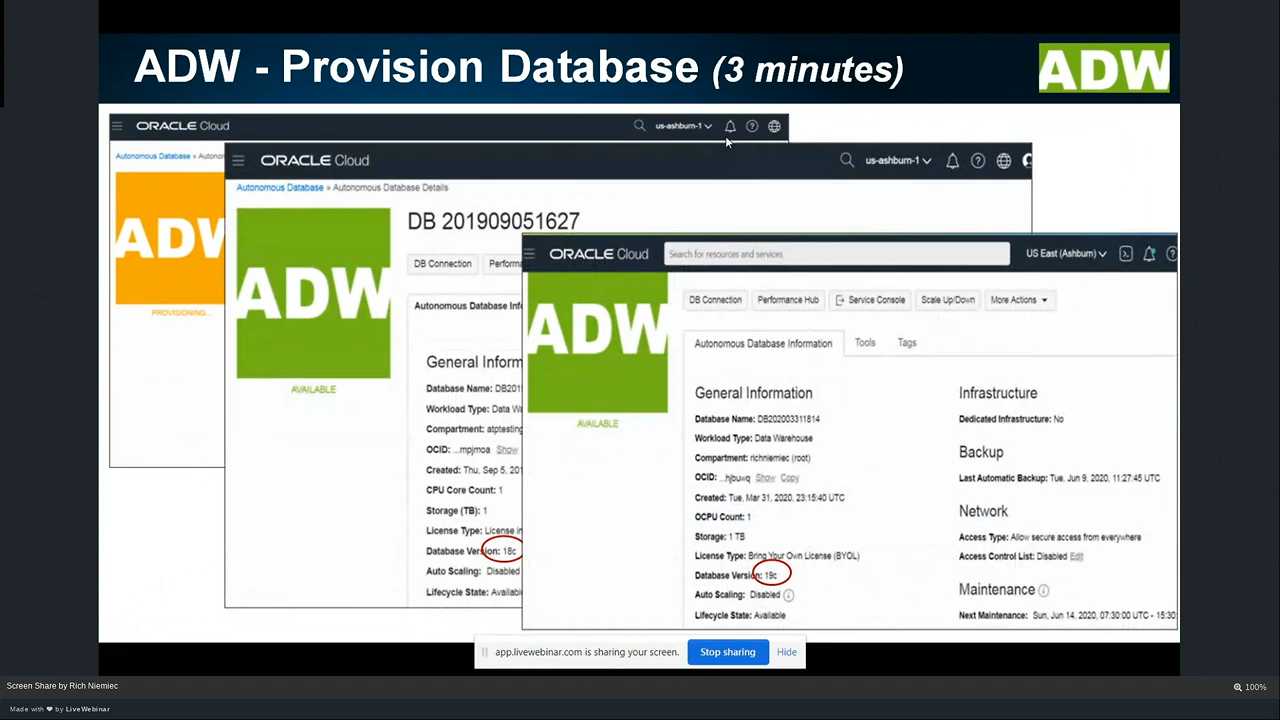 ADW - Provision Database (3 minutes)
ADW
ORACLE Cloud
us-ashburn-1
Autonomous Database »
ADW
PROVISIONING...
ORACLE Cloud
us-ashburn-1
Autonomous Database » Autonomous Database Details
ADW
AVAILABLE
DB 201909051627
DB Connection
Autonomous Database
General
Database Name:
Workload Type: Data
Compartment: atptesting
OCID: ...mpjmoa Show
Created: Thu, Sep 5,
CPU Core Count: 1
Storage (TB): 1
License Type: License
Database Version: 18c
Auto Scaling: Disabled
Lifecycle State:
ORACLE Cloud
Search for resources and services
US East (Ashburn)
ADW
AVAILABLE
DB Connection
Performance Hub
Service Console
Scale Up/Down
More Actions
Autonomous Database Information
Tools
Tags
General Information
Database Name: DB202003311814
Workload Type: Data Warehouse
Compartment: richniemiec (root)
OCID: ...hjbuwq Show Copy
Created: Tue, Mar 31, 2020, 23:15:40 UTC
OCPU Count: 1
Storage: 1 TB
License Type: Bring Your Own License (BYOL)
Database Version: 19c
Auto Scaling: Disabled
Lifecycle State: Available
Infrastructure
Dedicated Infrastructure: No
Backup
Last Automatic Backup: Tue, Jun 9, 2020, 11:27:45 UTC
Network
Access Type: Allow secure access from everywhere
Access Control List: Disabled Edit
Maintenance
Next Maintenance: Sun, Jun 14, 2020, 07:30:00 UTC - 15:30
app.livewebinar.com is sharing your screen.
Stop sharing
Hide
Screen Share by Rich Niemiec
100%
Made with ❤ by LiveWebinar